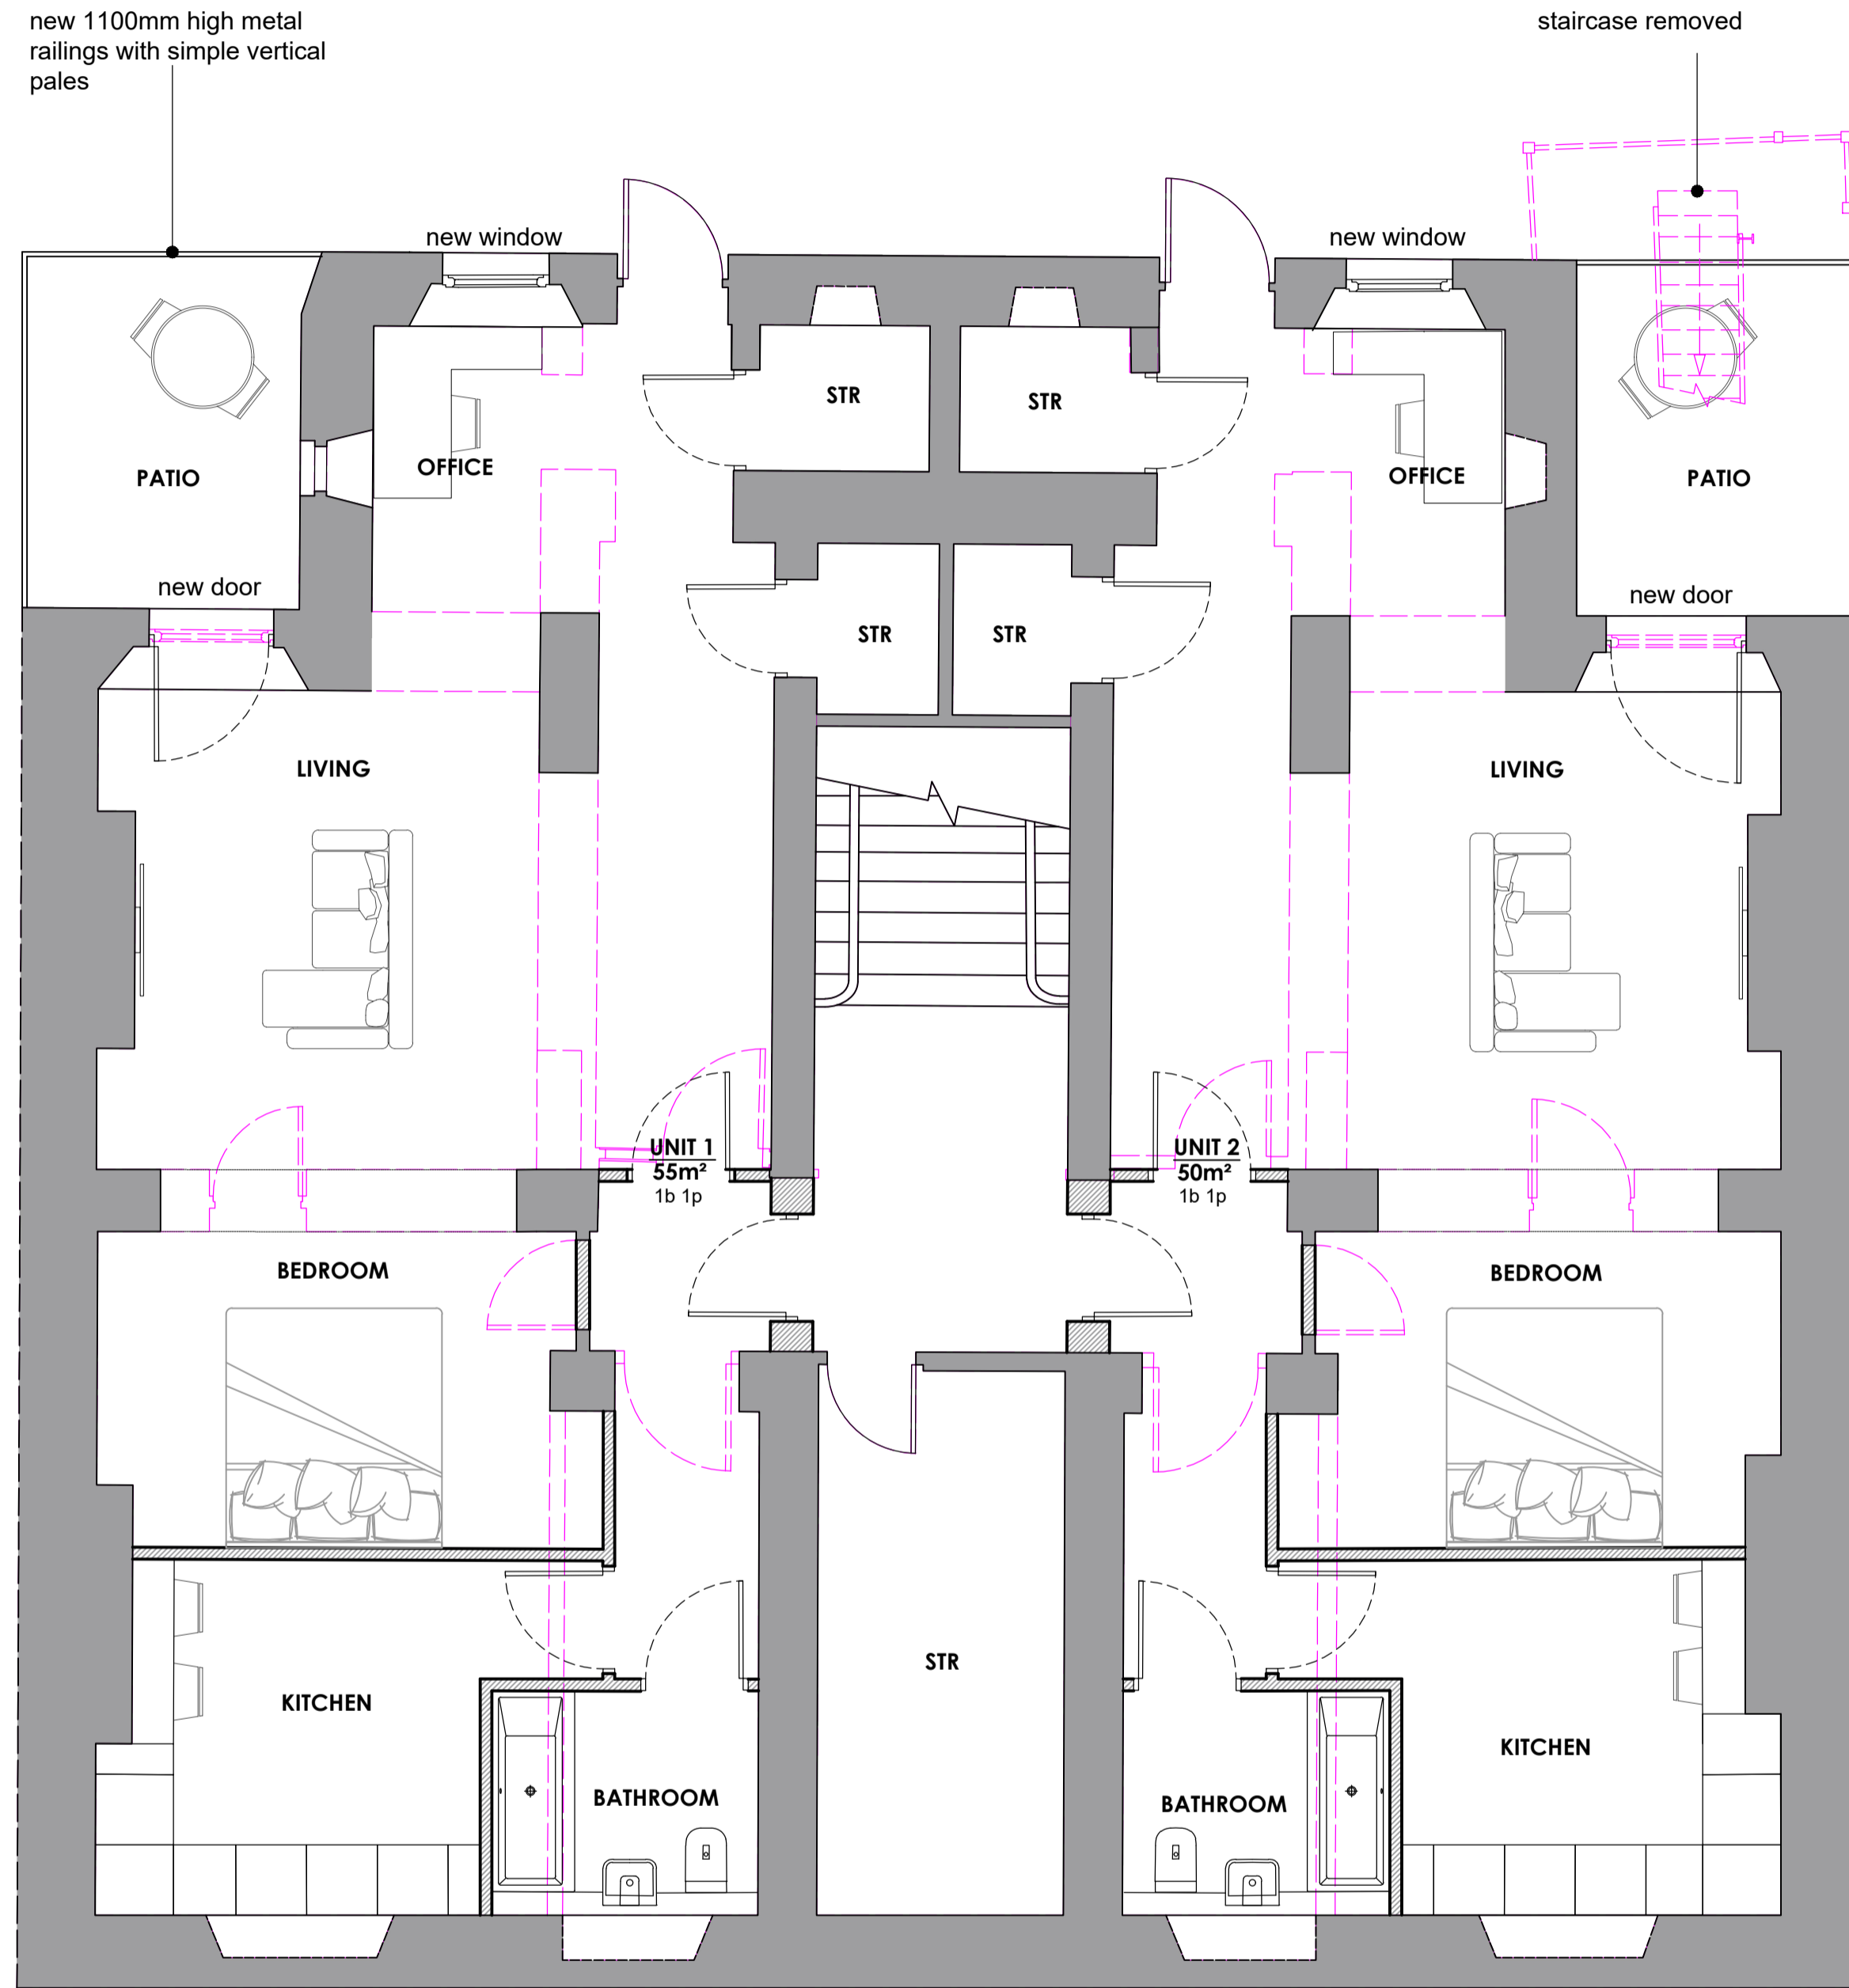 new 1100mm high metal
railings with simple vertical
pales
staircase removed
new window
new window
STR
STR
OFFICE
OFFICE
PATIO
PATIO
new door
new door
STR
STR
LIVING
LIVING
UNIT 1
55m²
1b 1p
UNIT 2
50m²
1b 1p
BEDROOM
BEDROOM
STR
KITCHEN
KITCHEN
BATHROOM
BATHROOM